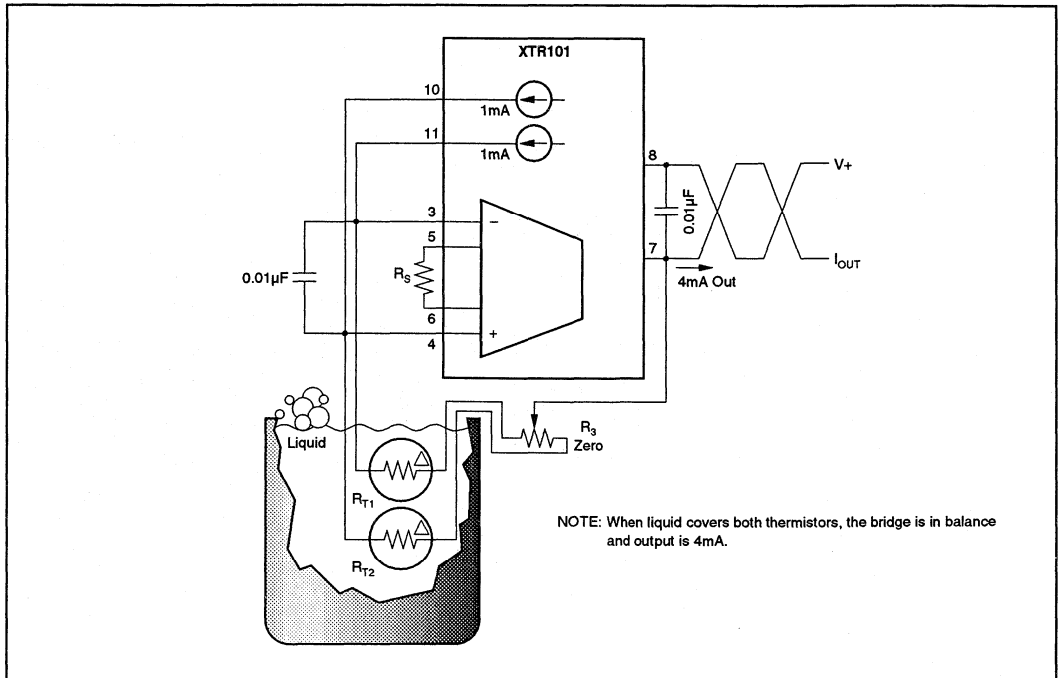 XTR101
10
1mA
11
1mA
8
V+
0.01µF
3
−
5
0.01µF
R_S
7
I_OUT
4mA Out
6
+
4
Liquid
R_3
Zero
R_T1
R_T2
NOTE: When liquid covers both thermistors, the bridge is in balance
and output is 4mA.